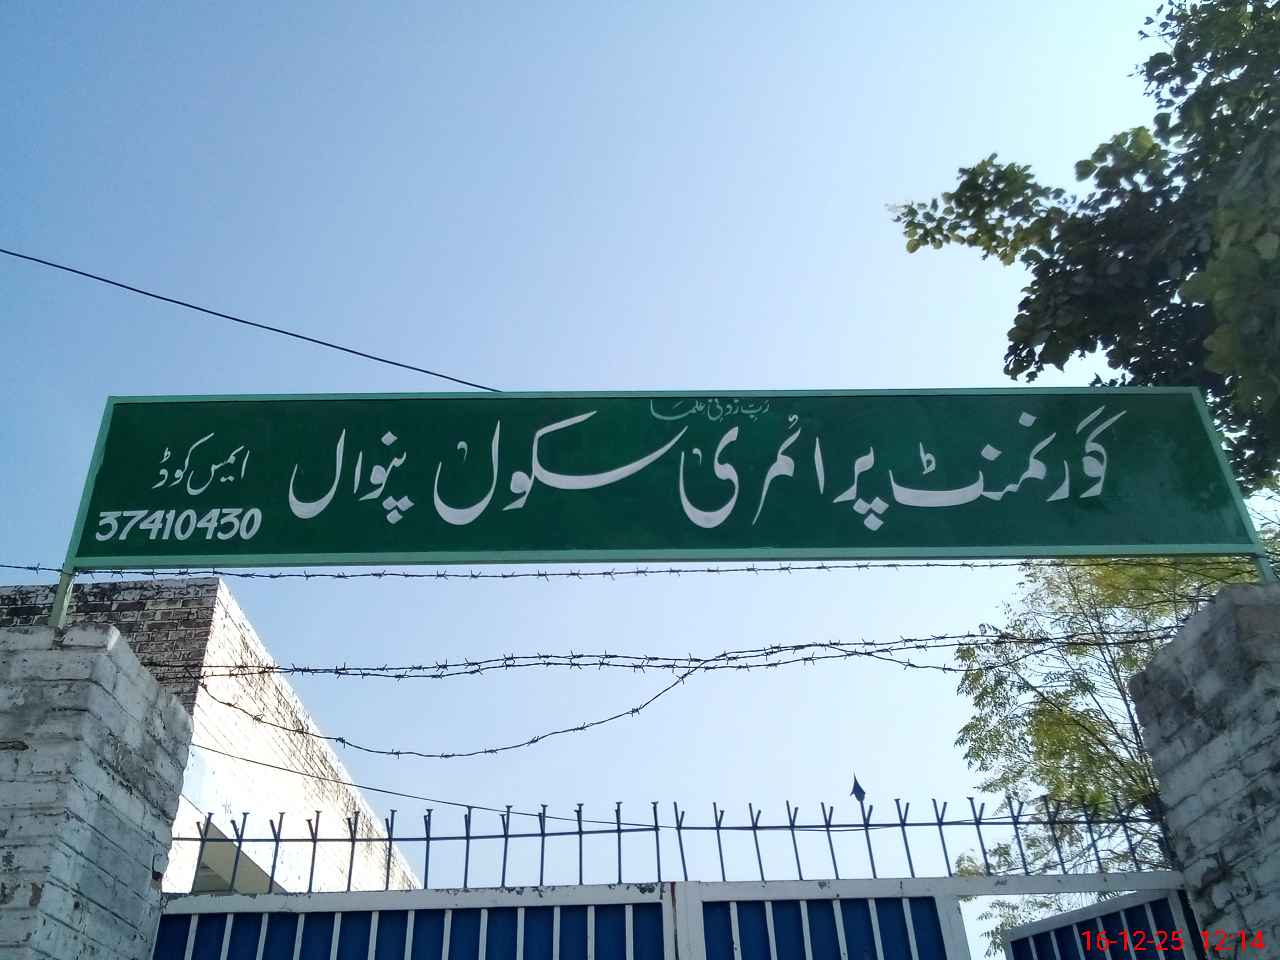 رَبِّ زِدْنِیْ عِلْمَا
گورنمنٹ پرائمری سکول پنوال
ایمس کوڈ
37410430
16-12-25 12:14